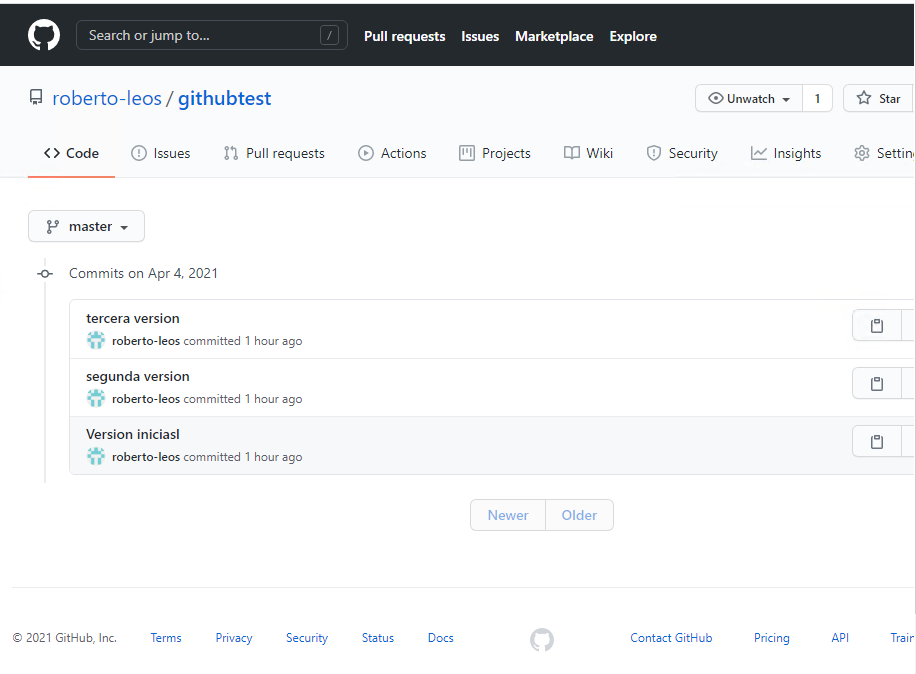 Search or jump to... /
Pull requests Issues Marketplace Explore
roberto-leos / githubtest
Unwatch 1 Star
Code Issues Pull requests Actions Projects Wiki Security Insights Settin
master
Commits on Apr 4, 2021
tercera version
roberto-leos committed 1 hour ago
segunda version
roberto-leos committed 1 hour ago
Version iniciasl
roberto-leos committed 1 hour ago
Newer Older
© 2021 GitHub, Inc. Terms Privacy Security Status Docs Contact GitHub Pricing API Train